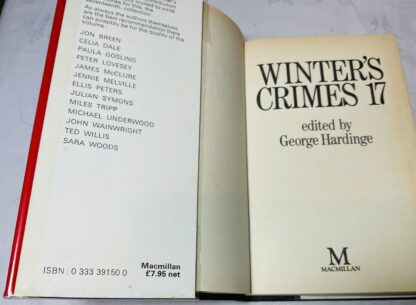 seventeenth collection.
As always the authors themselves
are the best recommendation there
can possibly be for the quality of the
volume:
JON BREEN
CELIA DALE
PAULA GOSLING
PETER LOVESEY
JAMES McCLURE
JENNIE MELVILLE
ELLIS PETERS
JULIAN SYMONS
MILES TRIPP
MICHAEL UNDERWOOD
JOHN WAINWRIGHT
TED WILLIS
SARA WOODS
Macmillan
ISBN: 0 333 39150 0 £7.95 net
WINTER'S
CRIMES 17
edited by
George Hardinge
M
MACMILLAN